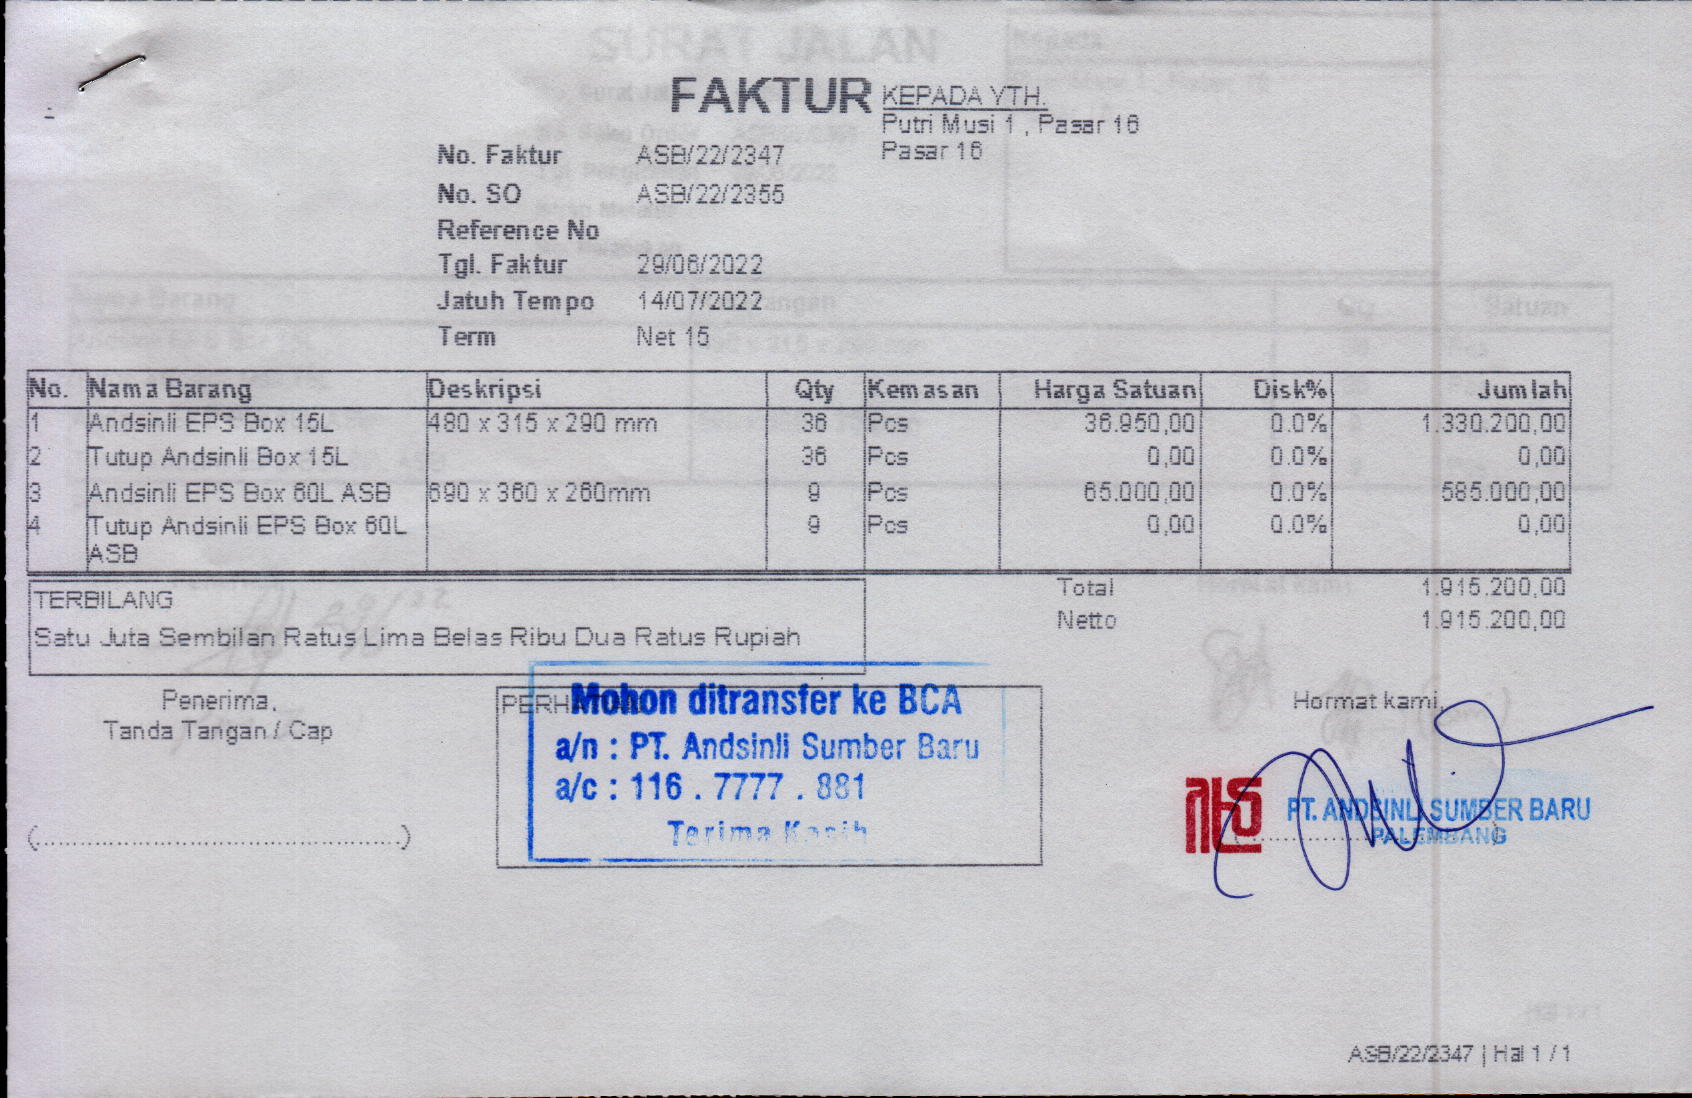 FAKTUR
KEPADA YTH.
Putri Musi 1 , Pasar 16
Pasar 16
No. Faktur ASB/22/2347
No. SO ASB/22/2355
Reference No
Tgl. Faktur 29/06/2022
Jatuh Tempo 14/07/2022
Term Net 15
No. Nama Barang Deskripsi Qty Kemasan Harga Satuan Disk% Jumlah
1 Andsinli EPS Box 15L 480 x 315 x 290 mm 36 Pcs 36.950,00 0.0% 1.330.200,00
2 Tutup Andsinli Box 15L 36 Pcs 0,00 0.0% 0,00
3 Andsinli EPS Box 60L ASB 690 x 360 x 260mm 9 Pcs 65.000,00 0.0% 585.000,00
4 Tutup Andsinli EPS Box 60L 9 Pcs 0,00 0.0% 0,00
ASB
TERBILANG
Satu Juta Sembilan Ratus Lima Belas Ribu Dua Ratus Rupiah
Total 1.915.200,00
Netto 1.915.200,00
Penerima,
Tanda Tangan / Cap
(................................................)
Mohon ditransfer ke BCA
a/n : PT. Andsinli Sumber Baru
a/c : 116 . 7777 . 881
Terima Kasih
Hormat kami,
PT. ANDSINLI SUMBER BARU
PALEMBANG
ASB/22/2347 | Hal 1 / 1